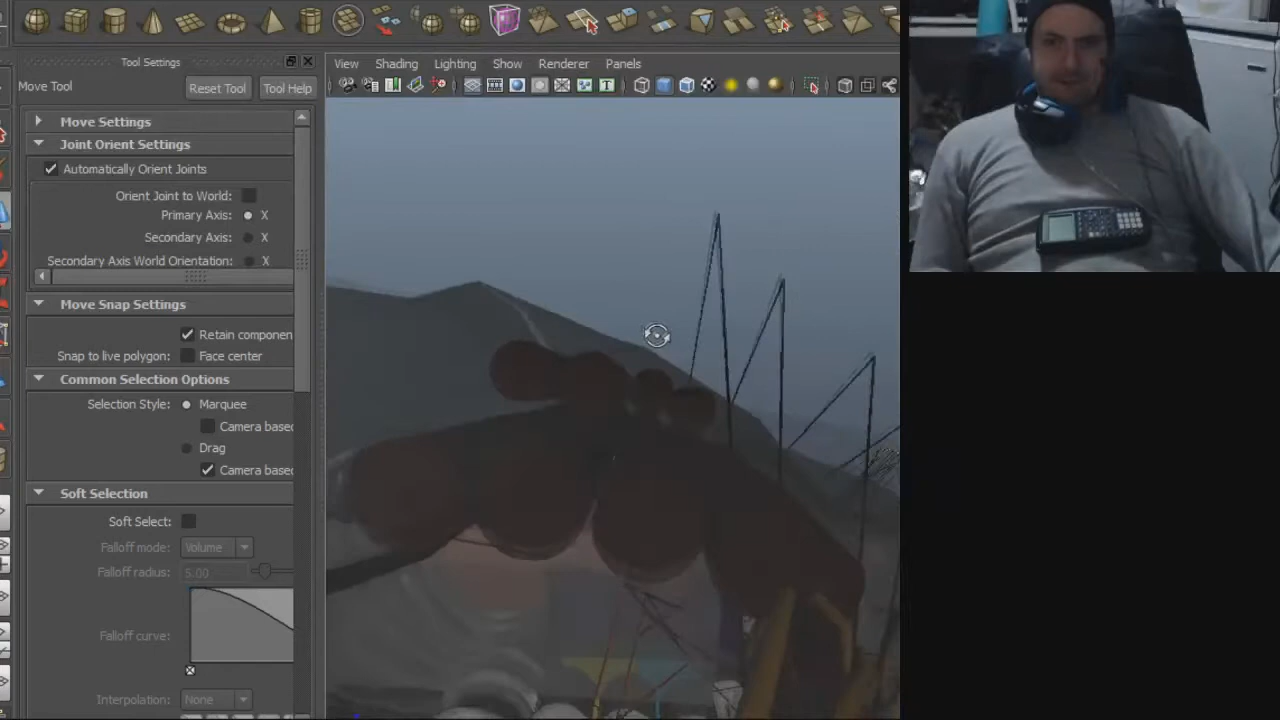 Tool Settings
View Shading Lighting Show Renderer Panels
Move Tool
Reset Tool
Tool Help
Move Settings
Joint Orient Settings
Automatically Orient Joints
Orient Joint to World:
Primary Axis: X
Secondary Axis: X
Secondary Axis World Orientation: X
Move Snap Settings
Retain componen
Snap to live polygon: Face center
Common Selection Options
Selection Style: Marquee
Camera based
Drag
Camera based
Soft Selection
Soft Select:
Falloff mode: Volume
Falloff radius: 5.00
Falloff curve:
Interpolation: None